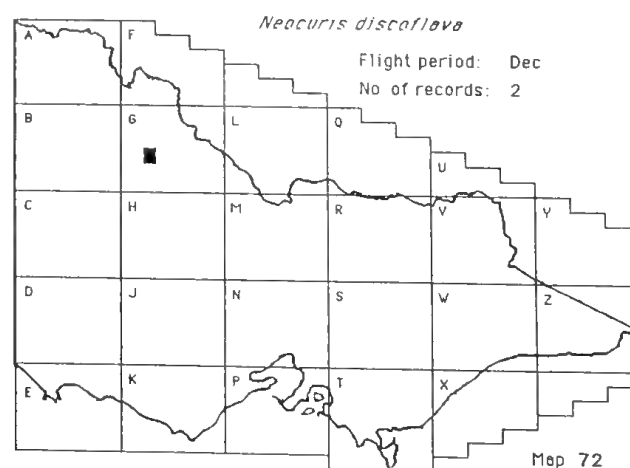 Neocuris discoflava
Flight period: Dec
No of records: 2
A F
B G L Q
U
C H M R V Y
D J N S W Z
E K P T X
Map 72